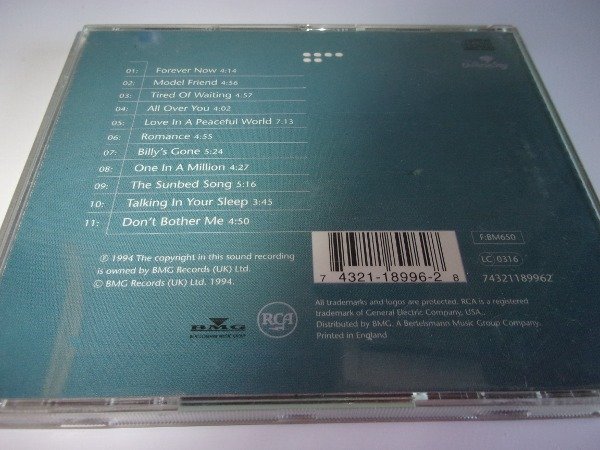 01: Forever Now 4:14
02: Model Friend 4:56
03: Tired Of Waiting 4:57
04: All Over You 4:02
05: Love In A Peaceful World 7:13
06: Romance 4:55
07: Billy's Gone 5:24
08: One In A Million 4:27
09: The Sunbed Song 5:16
10: Talking In Your Sleep 3:45
11: Don't Bother Me 4:50
℗ 1994 The copyright in this sound recording
is owned by BMG Records (UK) Ltd.
© BMG Records (UK) Ltd. 1994.
BMG
BERTELSMANN MUSIC GROUP
RCA
7 4321-18996-2 8
F:BM650
LC 0316
74321189962
All trademarks and logos are protected. RCA is a registered
trademark of General Electric Company, USA.,
Distributed by BMG. A Bertelsmann Music Group Company.
Printed in England